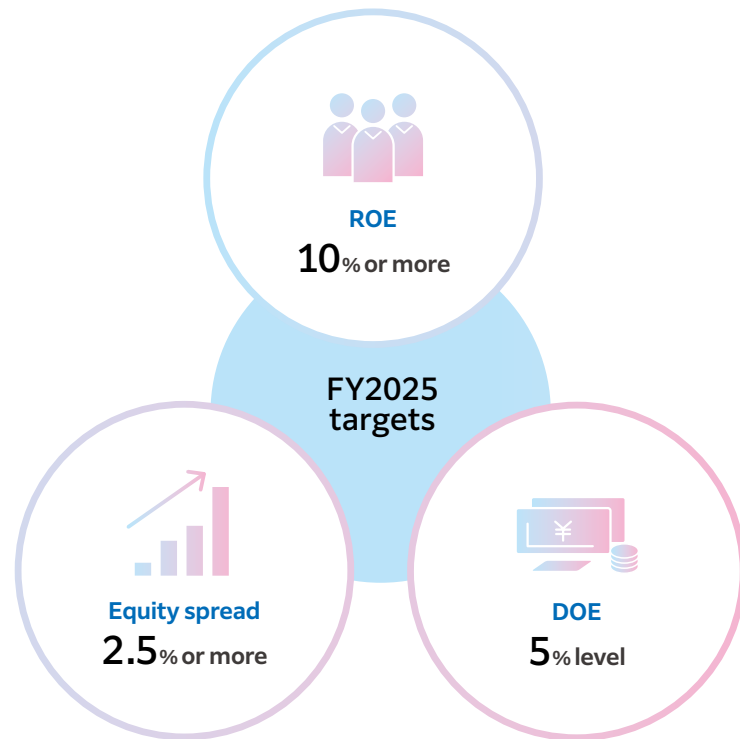 ROE
10% or more
FY2025
targets
¥
Equity spread
2.5% or more
DOE
5% level